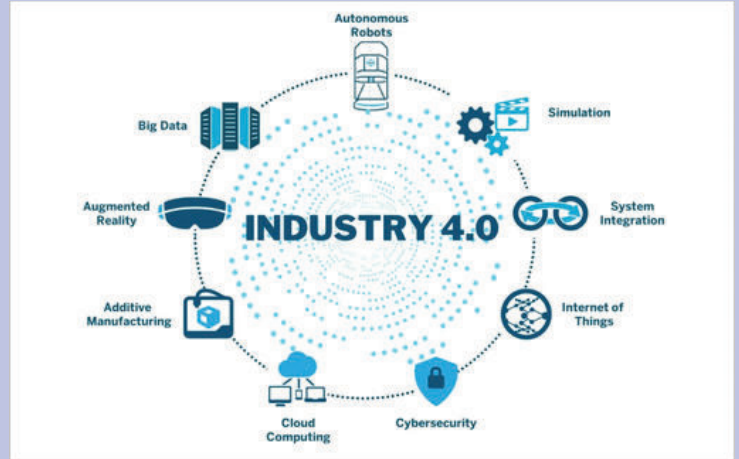 Autonomous
Robots
Simulation
System
Integration
Internet of
Things
Cybersecurity
Cloud
Computing
Additive
Manufacturing
Augmented
Reality
Big Data
INDUSTRY 4.0